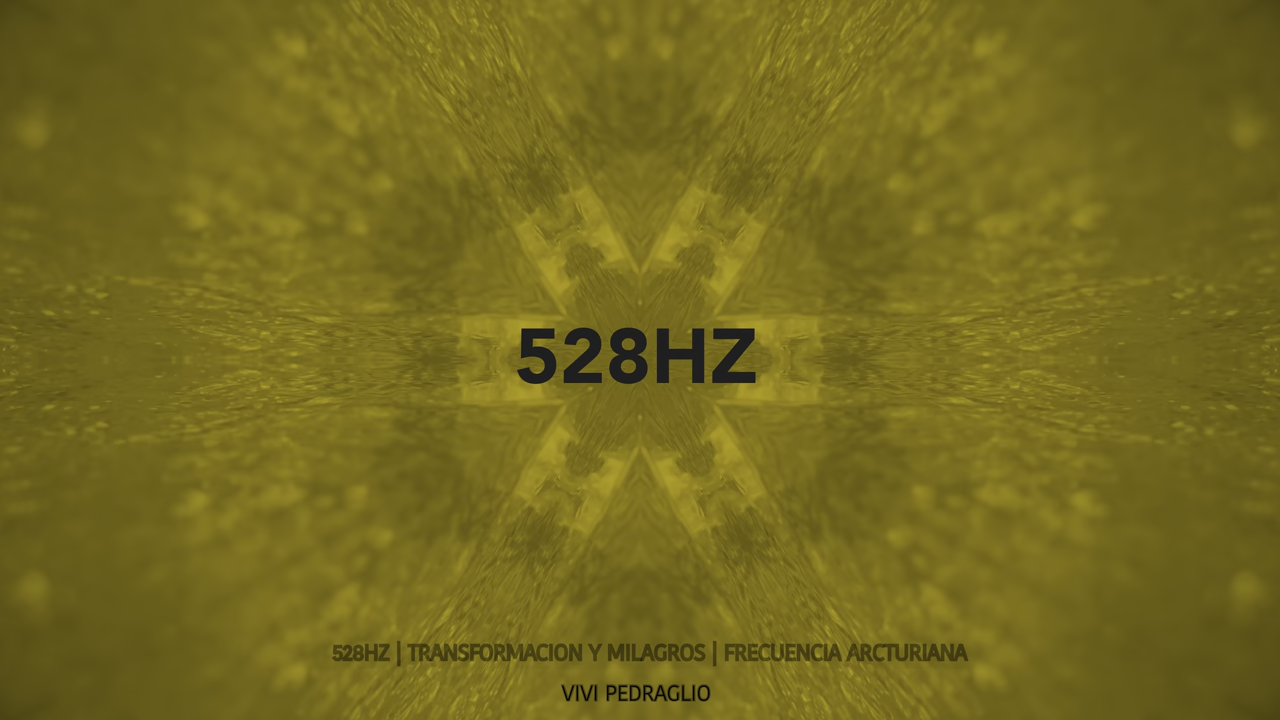 528HZ
528HZ | TRANSFORMACION Y MILAGROS | FRECUENCIA ARCTURIANA
VIVI PEDRAGLIO